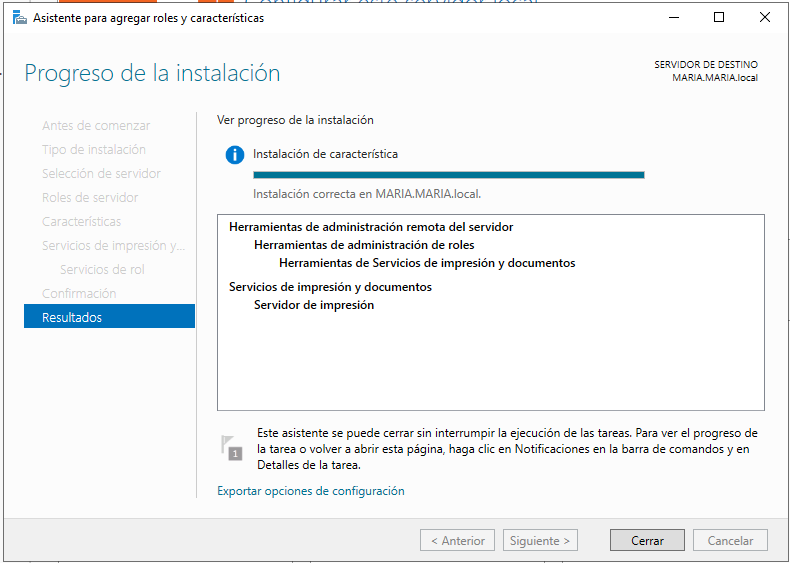 Asistente para agregar roles y características
Progreso de la instalación
SERVIDOR DE DESTINO
MARIA.MARIA.local
Antes de comenzar
Tipo de instalación
Selección de servidor
Roles de servidor
Características
Servicios de impresión y...
Servicios de rol
Confirmación
Resultados
Ver progreso de la instalación
Instalación de característica
Instalación correcta en MARIA.MARIA.local.
Herramientas de administración remota del servidor
Herramientas de administración de roles
Herramientas de Servicios de impresión y documentos
Servicios de impresión y documentos
Servidor de impresión
1
Este asistente se puede cerrar sin interrumpir la ejecución de las tareas. Para ver el progreso de
la tarea o volver a abrir esta página, haga clic en Notificaciones en la barra de comandos y en
Detalles de la tarea.
Exportar opciones de configuración
< Anterior
Siguiente >
Cerrar
Cancelar